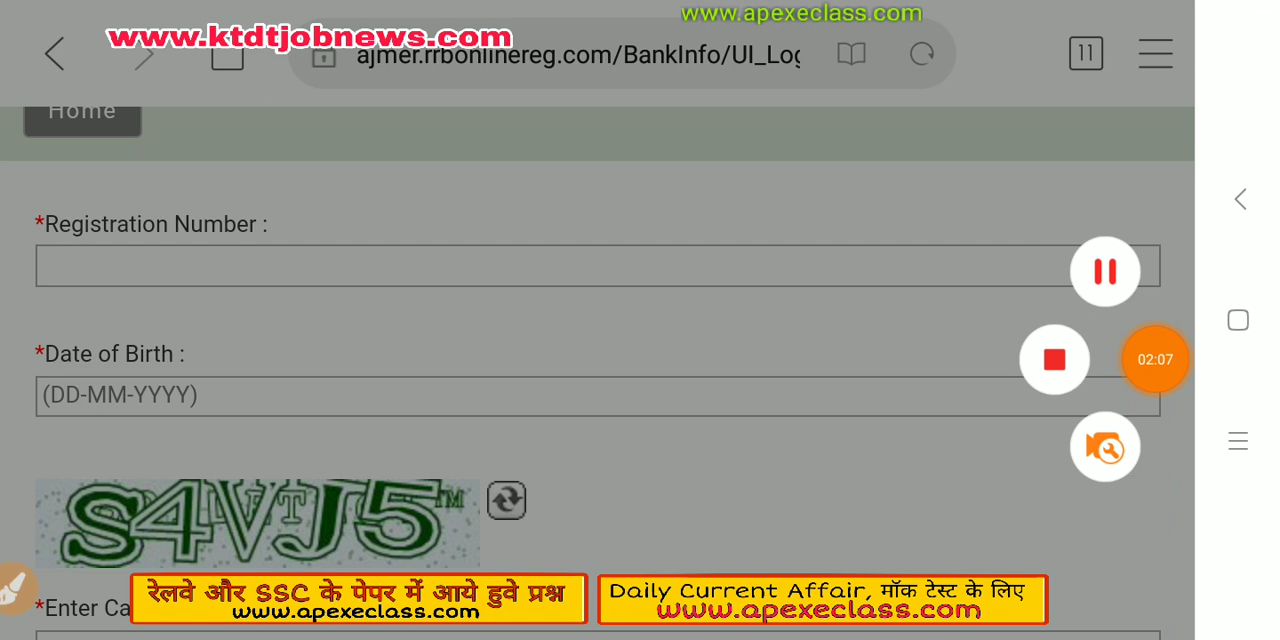 www.apexeclass.com
www.ktdtjobnews.com
ajmer.rrbonlinereg.com/BankInfo/UI_Log
11
Home
*Registration Number :
*Date of Birth :
(DD-MM-YYYY)
02:07
S4VJ5
*Enter Ca
रेलवे और SSC के पेपर में आये हुवे प्रश्न
www.apexeclass.com
Daily Current Affair, मॉक टेस्ट के लिए
www.apexeclass.com